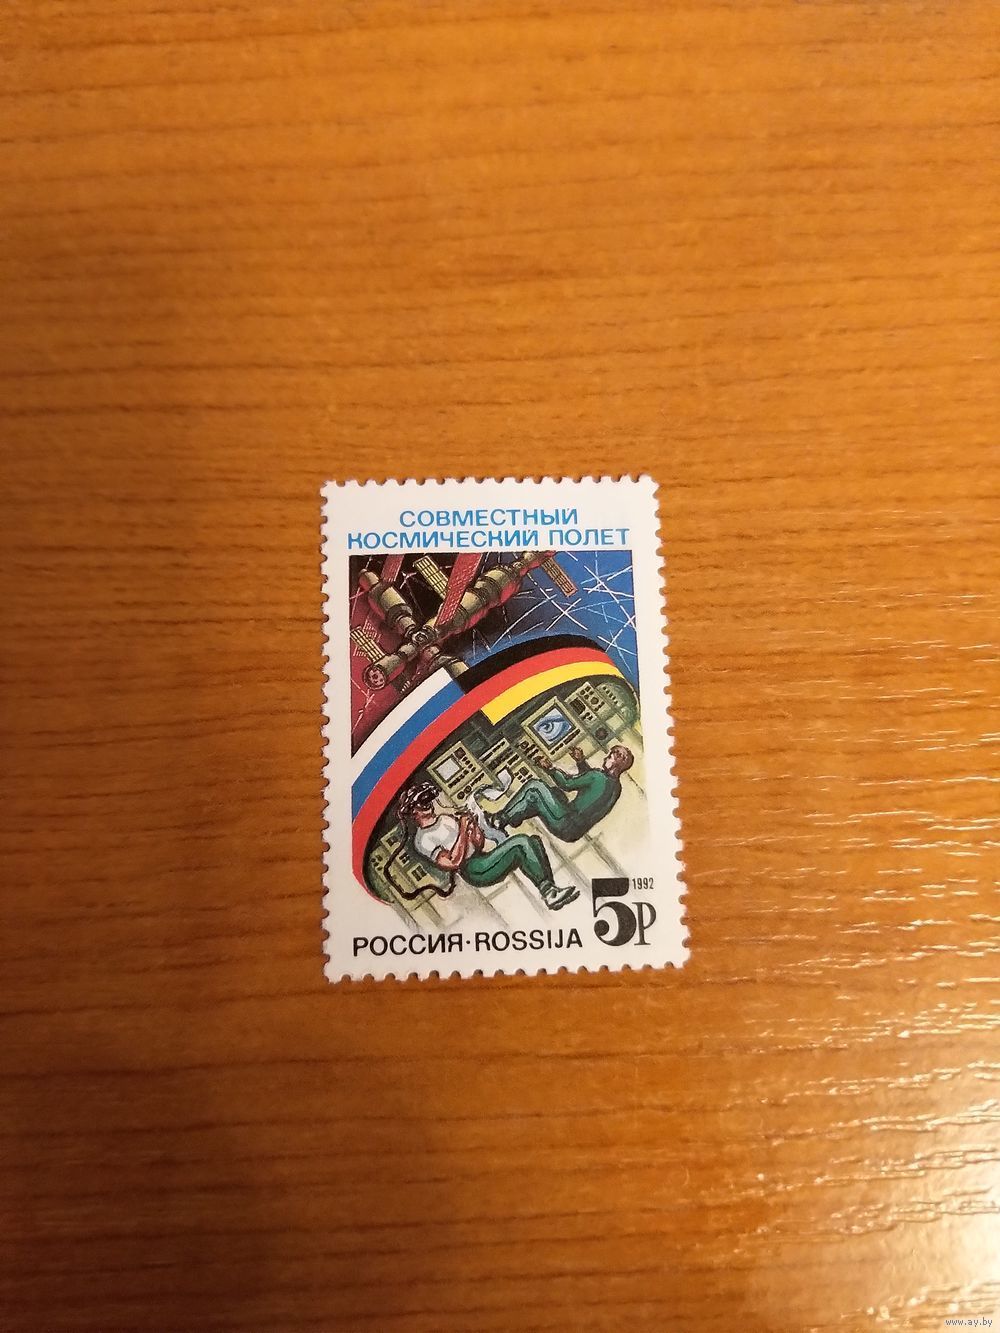 СОВМЕСТНЫЙ
КОСМИЧЕСКИЙ ПОЛЕТ
1992
РОССИЯ·ROSSIJA 5р
www.ay.by